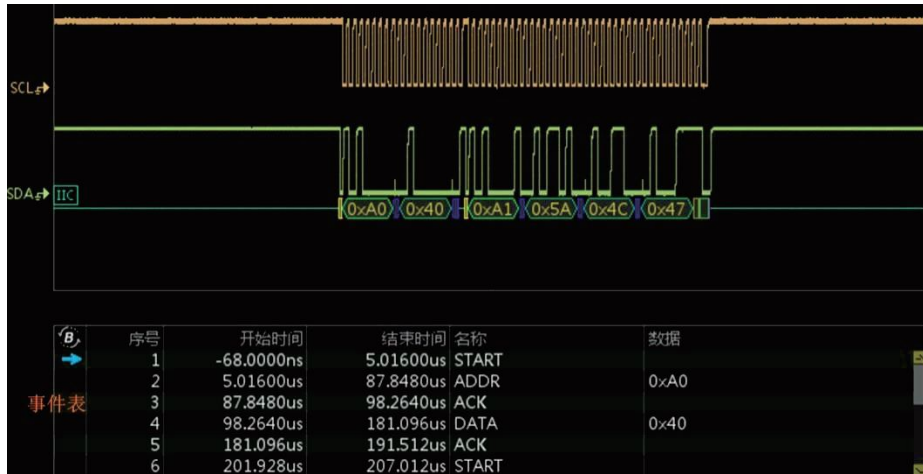 SCL
SDA
IIC
0xA0 0x40 0xA1 0x5A 0x4C 0x47
B 序号 开始时间 结束时间 名称 数据
1 -68.0000ns 5.01600us START
2 5.01600us 87.8480us ADDR 0xA0
事件表
3 87.8480us 98.2640us ACK
4 98.2640us 181.096us DATA 0x40
5 181.096us 191.512us ACK
6 201.928us 207.012us START